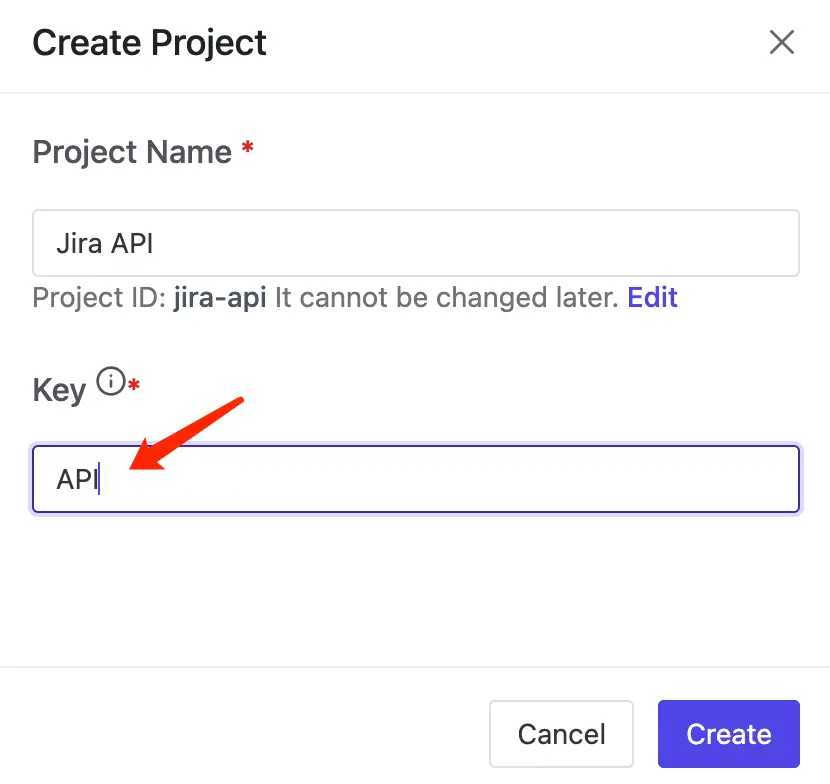 Create Project
Project Name *
Jira API
Project ID: jira-api It cannot be changed later. Edit
Key *
API
Cancel
Create